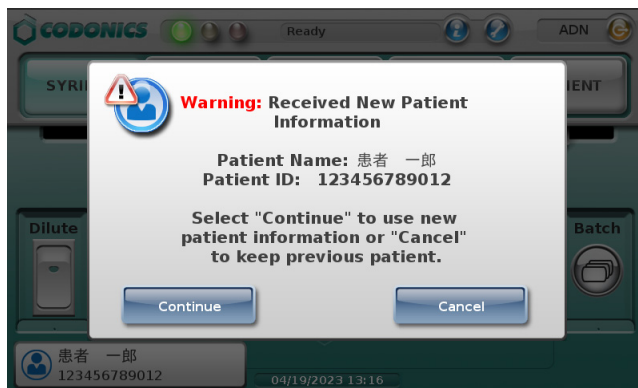 CODONICS
Ready
ADN
SYRI
IENT
Warning: Received New Patient
Information
Patient Name: 患者　一郎
Patient ID: 123456789012
Select "Continue" to use new
patient information or "Cancel"
to keep previous patient.
Dilute
Batch
Continue
Cancel
患者　一郎
123456789012
04/19/2023 13:16